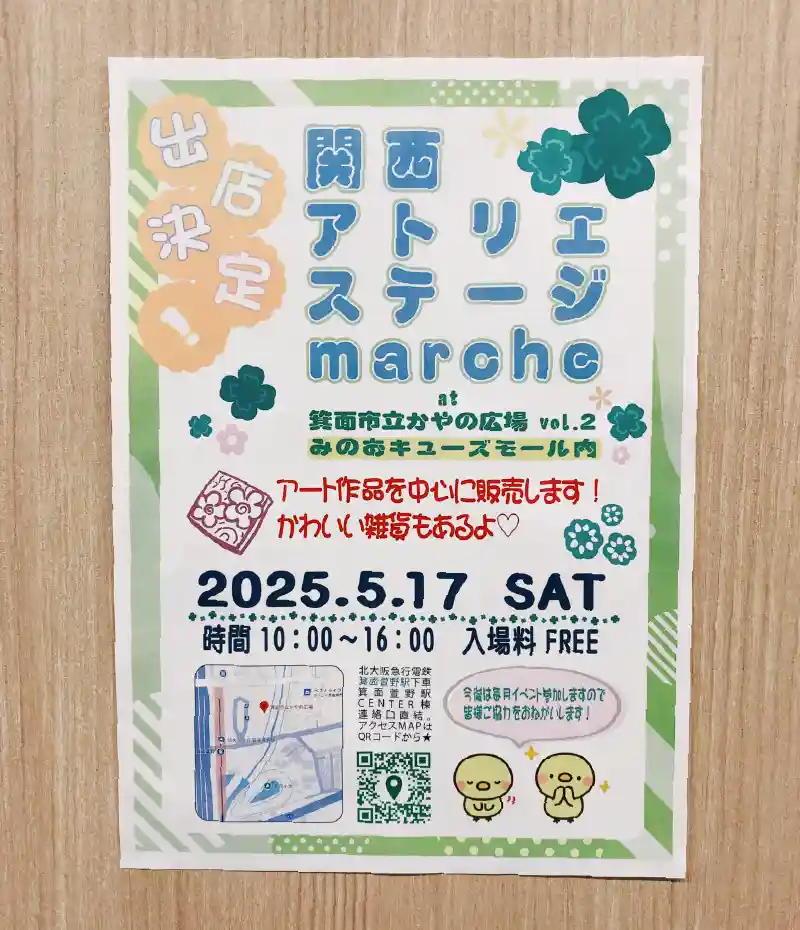 出店決定!
関西
アトリエ
ステージ
marche
at
箕面市立かやの広場 vol.2
みのおキューズモール内
アート作品を中心に販売します!
かわいい雑貨もあるよ♡
2025.5.17 SAT
時間 10:00~16:00 入場料 FREE
北大阪急行電鉄
箕面萱野駅下車
箕面萱野駅
CENTER棟
連絡口直結。
アクセスMAPは
QRコードから★
今後は毎月イベント参加しますので
皆様ご協力をおねがいします!